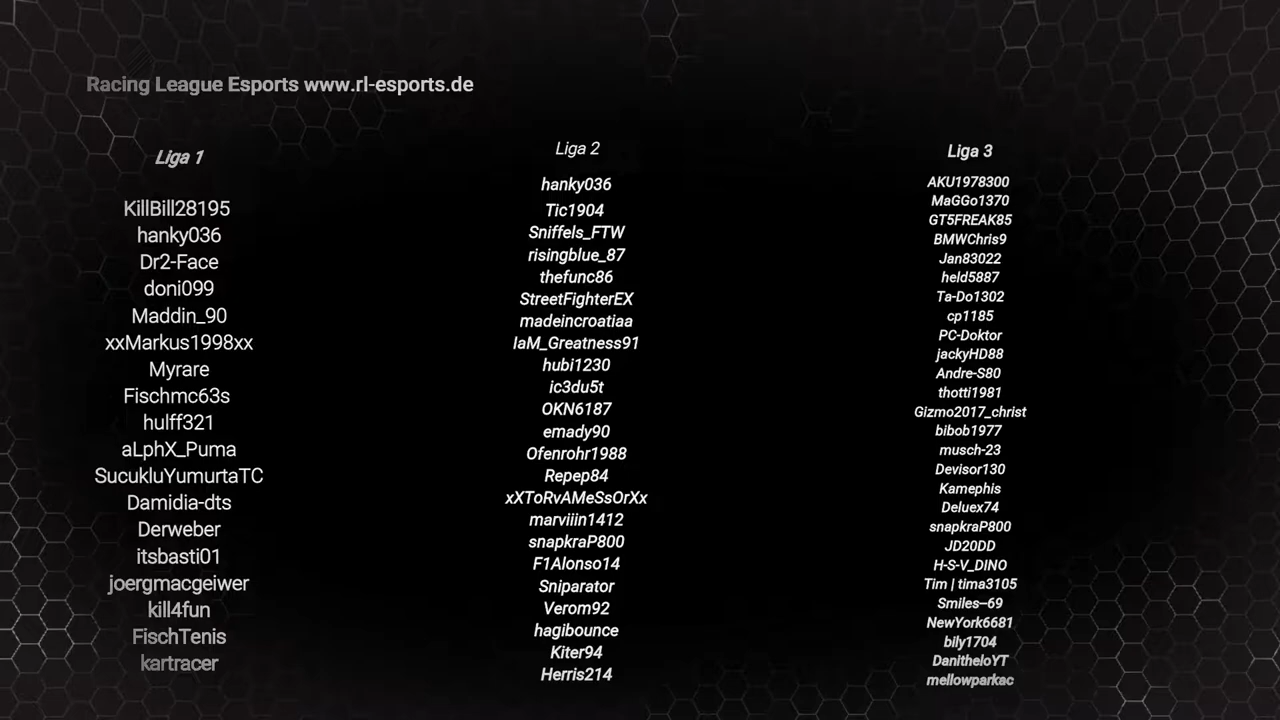 Racing League Esports www.rl-esports.de
Liga 1
KillBill28195
hanky036
Dr2-Face
doni099
Maddin_90
xxMarkus1998xx
Myrare
Fischmc63s
hulff321
aLphX_Puma
SucukluYumurtaTC
Damidia-dts
Derweber
itsbasti01
joergmacgeiwer
kill4fun
FischTenis
kartracer
Liga 2
hanky036
Tic1904
Sniffels_FTW
risingblue_87
thefunc86
StreetFighterEX
madeincroatiaa
IaM_Greatness91
hubi1230
ic3du5t
OKN6187
emady90
Ofenrohr1988
Repep84
xXToRvAMeSsOrXx
marviiin1412
snapkraP800
F1Alonso14
Sniparator
Verom92
hagibounce
Kiter94
Herris214
Liga 3
AKU1978300
MaGGo1370
GT5FREAK85
BMWChris9
Jan83022
held5887
Ta-Do1302
cp1185
PC-Doktor
jackyHD88
Andre-S80
thotti1981
Gizmo2017_christ
bibob1977
musch-23
Devisor130
Kamephis
Deluex74
snapkraP800
JD20DD
H-S-V_DINO
Tim | tima3105
Smiles--69
NewYork6681
bily1704
DanitheloYT
mellowparkac